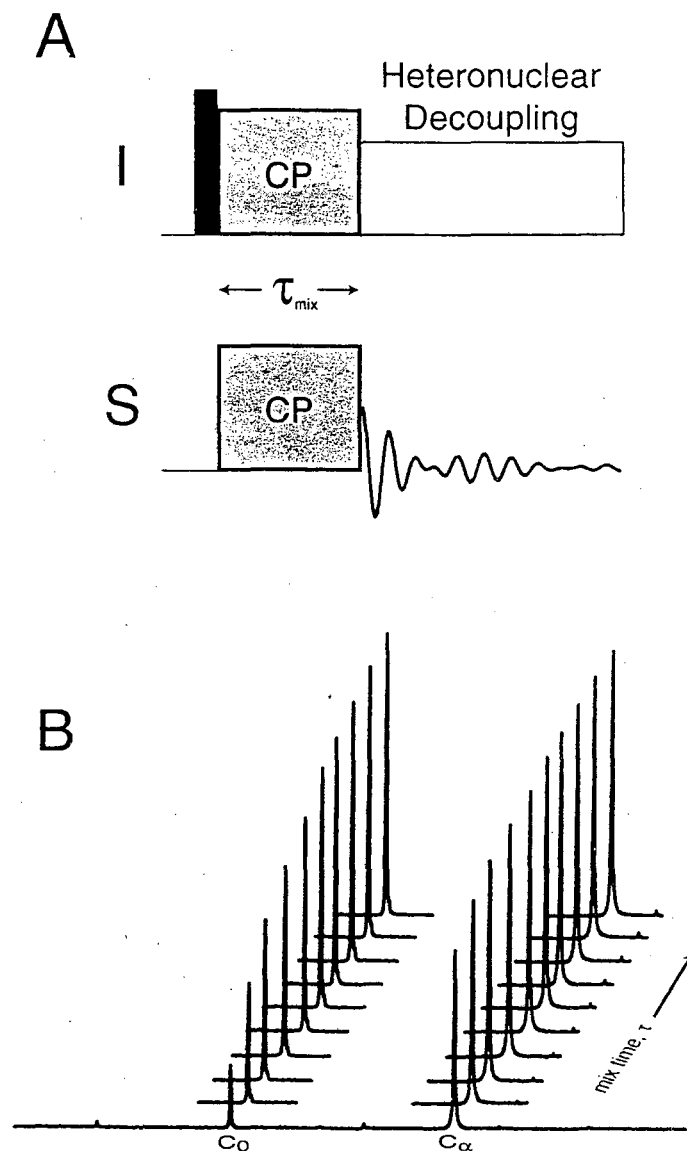 A
Heteronuclear
Decoupling
I
CP
τmix
S
CP
B
mix time, τ
CO
Cα